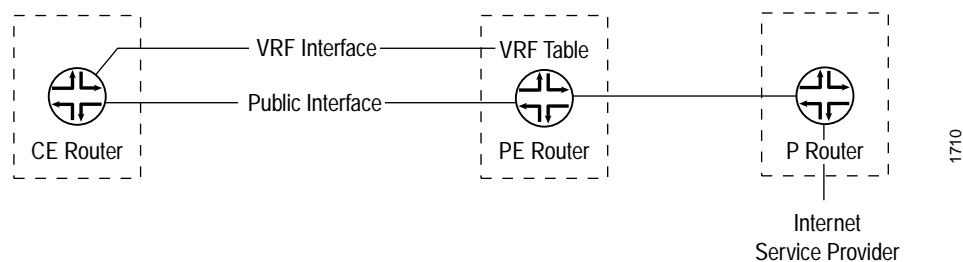 VRF Interface
VRF Table
Public Interface
CE Router
PE Router
P Router
Internet
Service Provider
1710